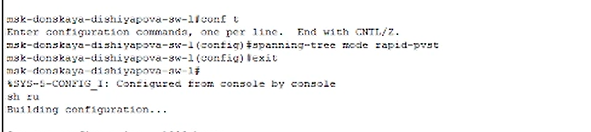 msk-donskaya-dishiyapova-sw-1#conf t
Enter configuration commands, one per line.  End with CNTL/Z.
msk-donskaya-dishiyapova-sw-1(config)#spanning-tree mode rapid-pvst
msk-donskaya-dishiyapova-sw-1(config)#exit
msk-donskaya-dishiyapova-sw-1#
%SYS-5-CONFIG_I: Configured from console by console
sh ru
Building configuration...